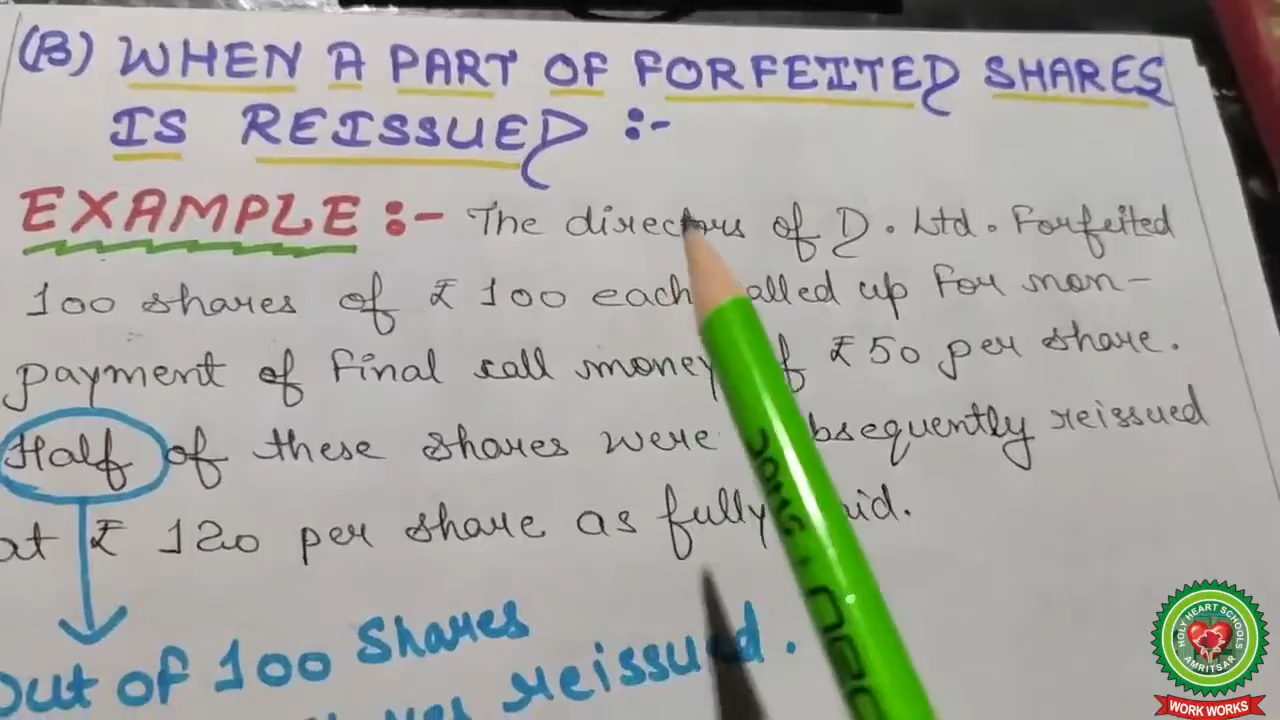 (B) WHEN A PART OF FORFEITED SHARES
IS REISSUED :-
EXAMPLE :- The directors of D. Ltd. Forfeited
100 shares of ₹ 100 each called up for non-
payment of final call money of ₹ 50 per share.
Half of these shares were subsequently reissued
at ₹ 120 per share as fully paid.
out of 100 shares
reissued.
HOLY HEART SCHOOLS
AMRITSAR
WORK WORKS